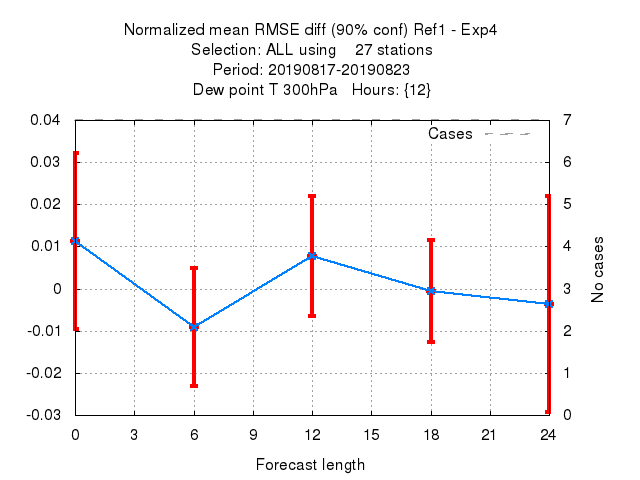 Normalized mean RMSE diff (90% conf) Ref1 - Exp4
Selection: ALL using    27 stations
Period: 20190817-20190823
Dew point T 300hPa   Hours: {12}
0.04
0.03
0.02
0.01
0
-0.01
-0.02
-0.03
Cases
7
6
5
4
3
2
1
0
No cases
0 3 6 9 12 15 18 21 24
Forecast length